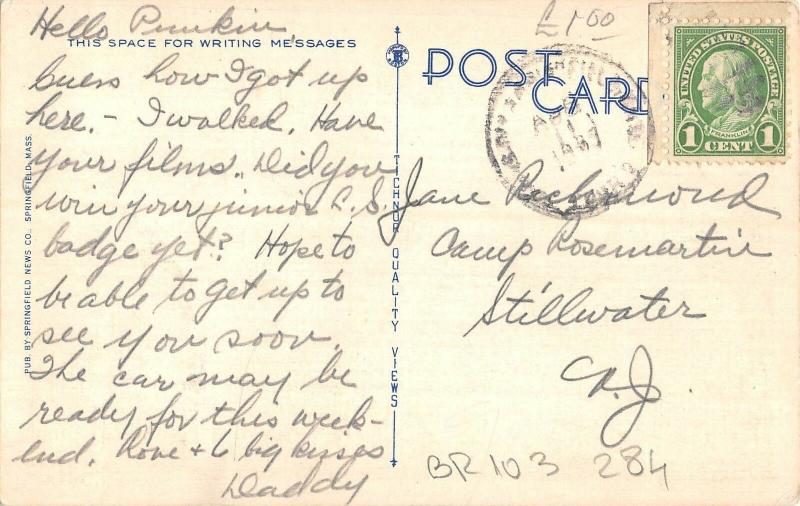 Hello Punkin,
THIS SPACE FOR WRITING MESSAGES
Guess how I got up
here. - I walked. Have
your films. Did you
win your junior L. S.
badge yet? Hope to
be able to get up to
see you soon.
The car may be
ready for this week-
end. Love + 6 big kisses
Daddy
PUB. BY SPRINGFIELD NEWS CO., SPRINGFIELD, MASS.
TICHNOR QUALITY VIEWS
£1.00
POST
CARD
UNITED STATES POSTAGE
FRANKLIN
1 CENT 1
Jane Richmond
Camp Rosemartin
Stillwater
N.J.
BR 103 284